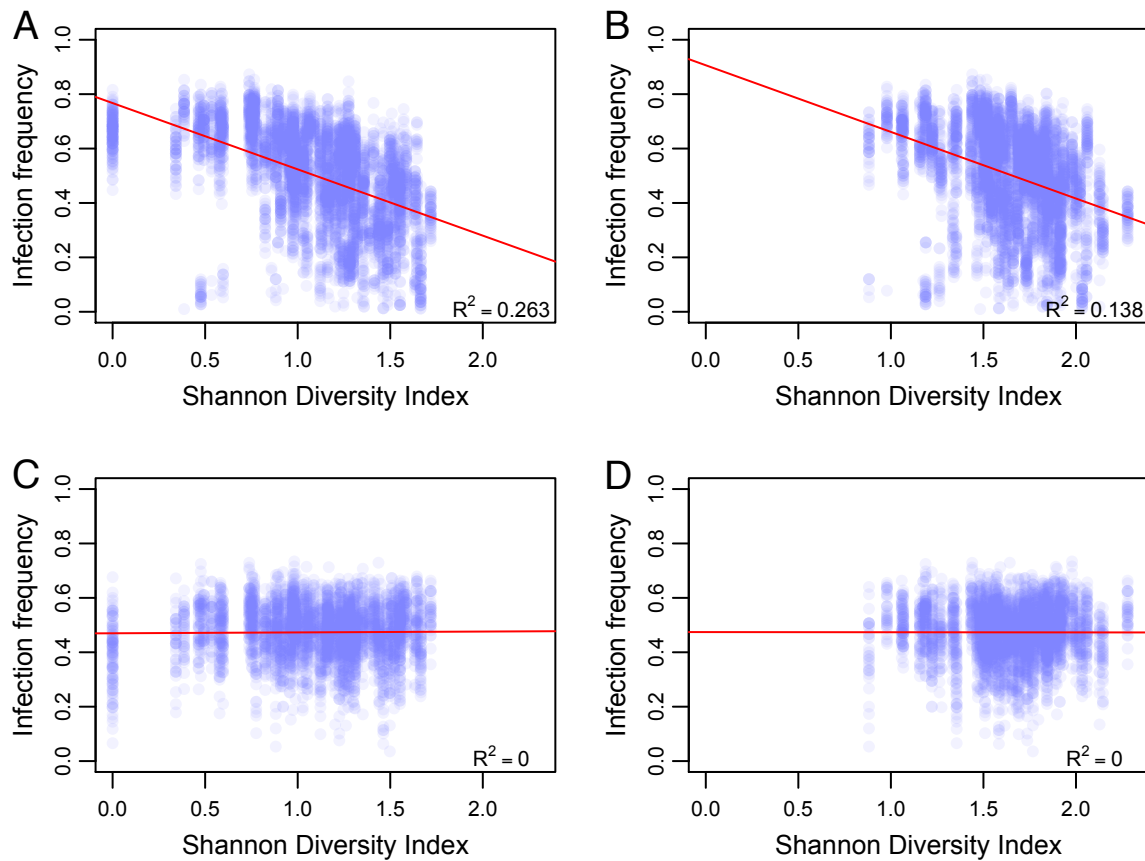 A
B
Infection frequency
1.0
0.8
0.6
0.4
0.2
0.0
R² = 0.263
0.0 0.5 1.0 1.5 2.0
Shannon Diversity Index
Infection frequency
1.0
0.8
0.6
0.4
0.2
0.0
R² = 0.138
0.0 0.5 1.0 1.5 2.0
Shannon Diversity Index
C
D
Infection frequency
1.0
0.8
0.6
0.4
0.2
0.0
R² = 0
0.0 0.5 1.0 1.5 2.0
Shannon Diversity Index
Infection frequency
1.0
0.8
0.6
0.4
0.2
0.0
R² = 0
0.0 0.5 1.0 1.5 2.0
Shannon Diversity Index